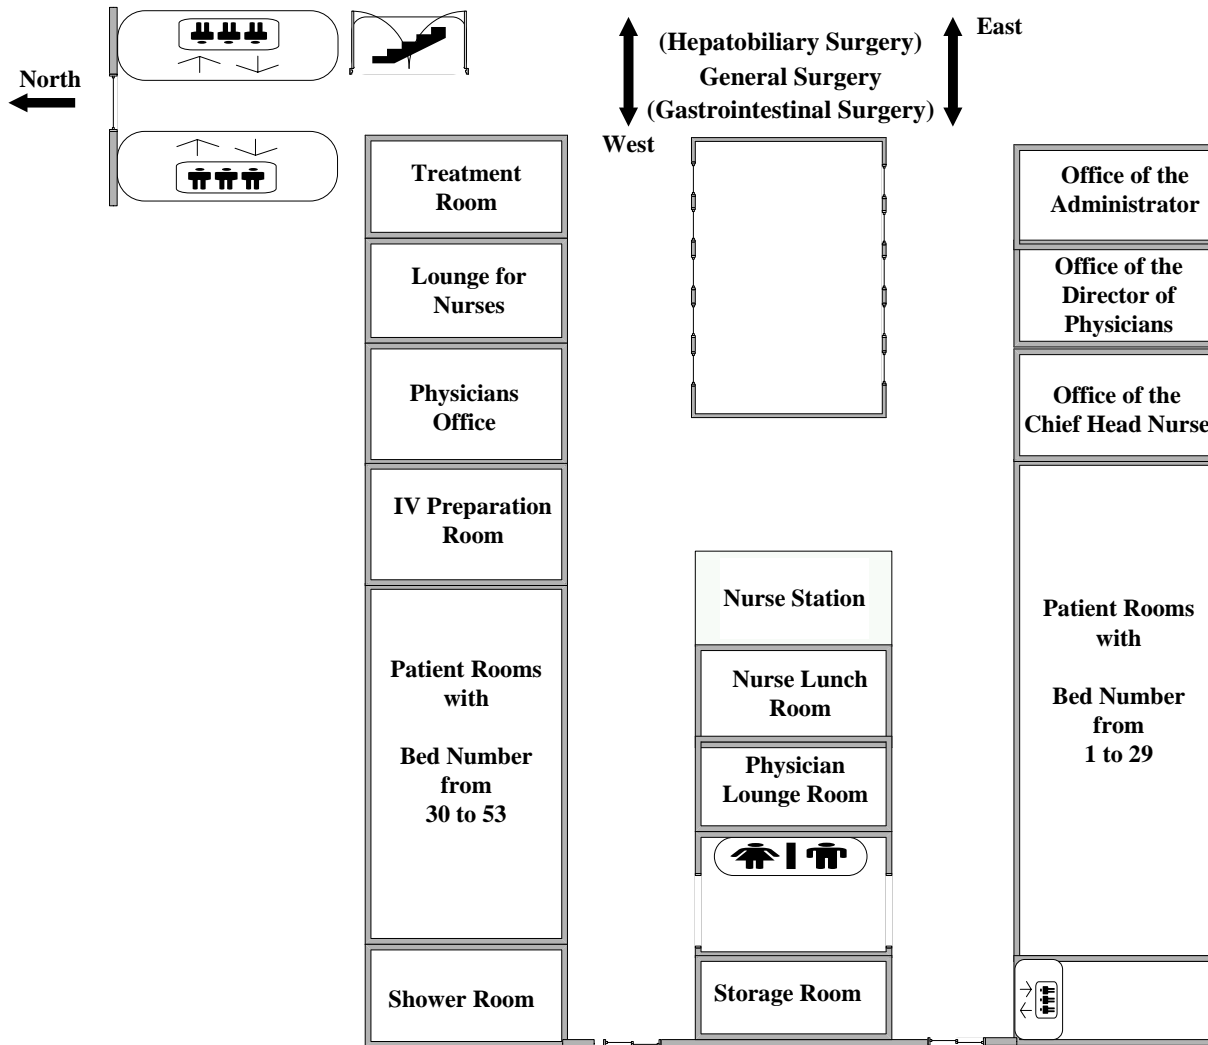 North
(Hepatobiliary Surgery)
General Surgery
(Gastrointestinal Surgery)
East
West
Treatment
Room
Lounge for
Nurses
Physicians
Office
IV Preparation
Room
Patient Rooms
with
Bed Number
from
30 to 53
Shower Room
Nurse Station
Nurse Lunch
Room
Physician
Lounge Room
Storage Room
Office of the
Administrator
Office of the
Director of
Physicians
Office of the
Chief Head Nurse
Patient Rooms
with
Bed Number
from
1 to 29